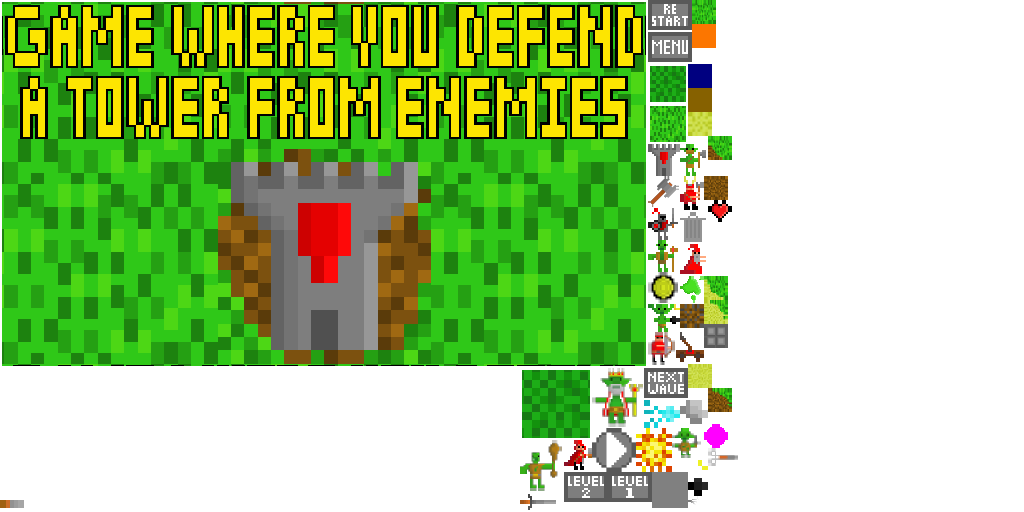 GAME WHERE YOU DEFEND
A TOWER FROM ENEMIES
RE
START
MENU
NEXT
WAVE
LEVEL
2
LEVEL
1